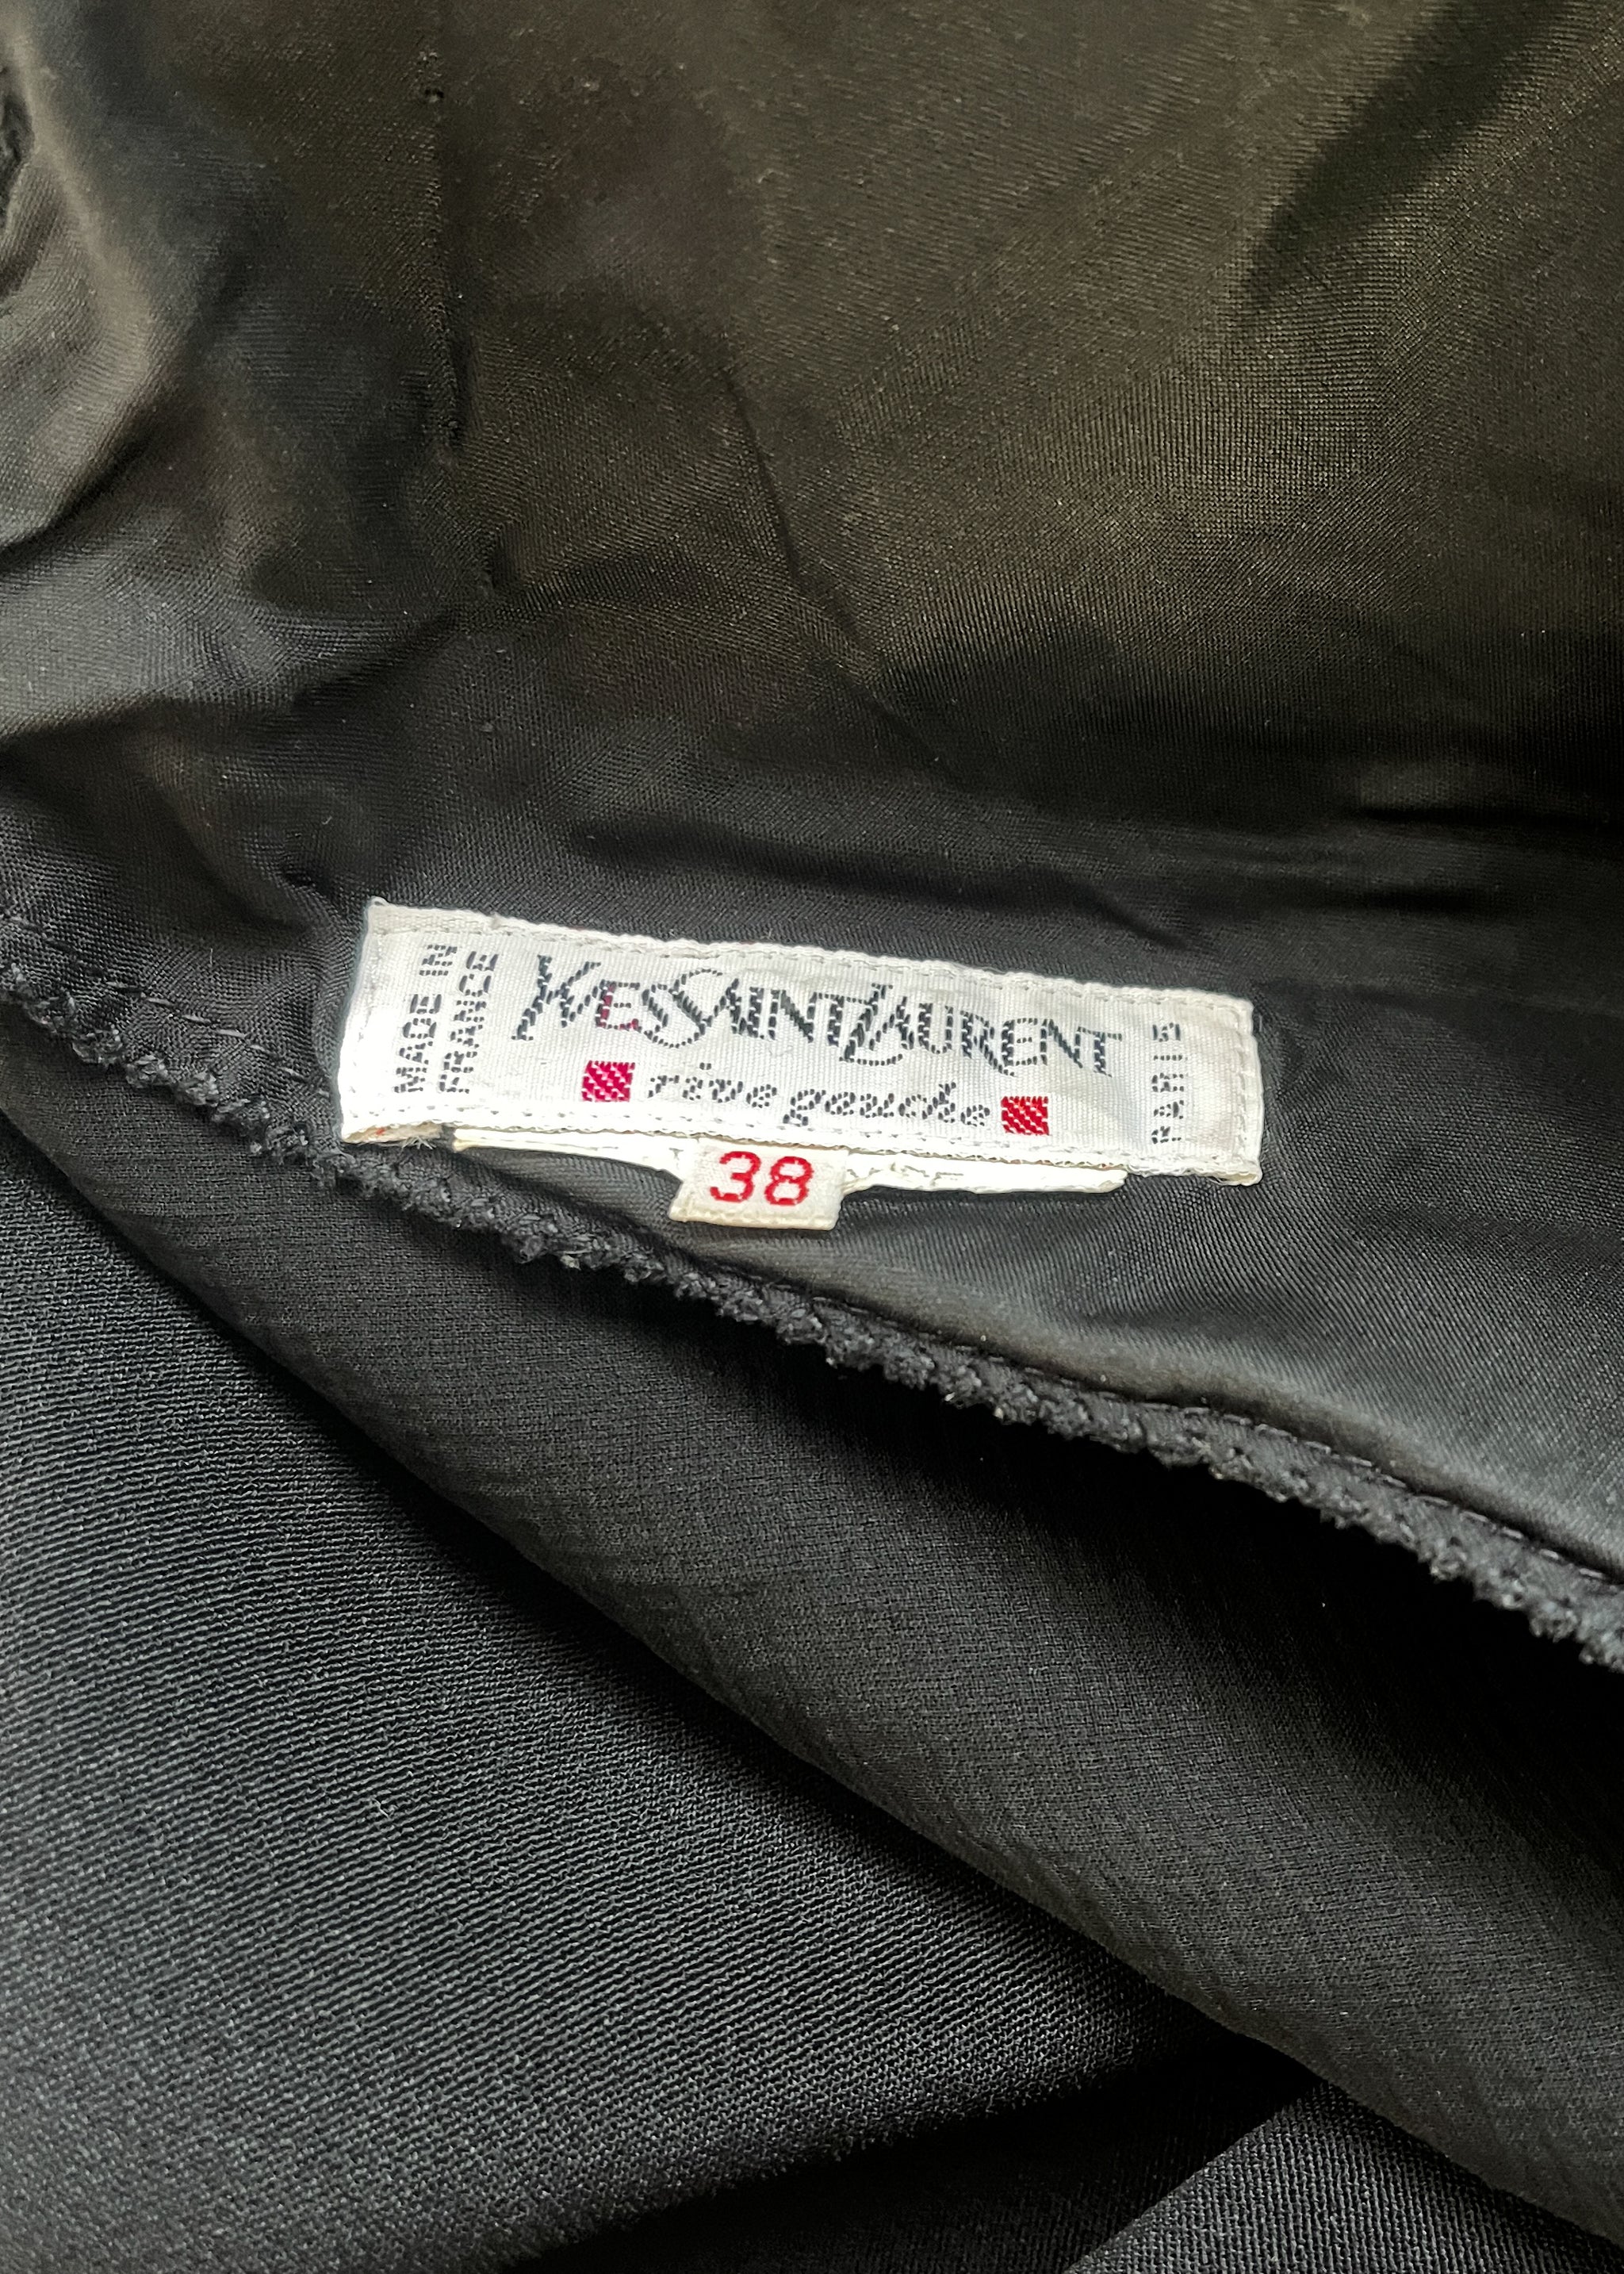 MADE IN
FRANCE
YVESSAINTLAURENT
rive gauche
PARIS
38